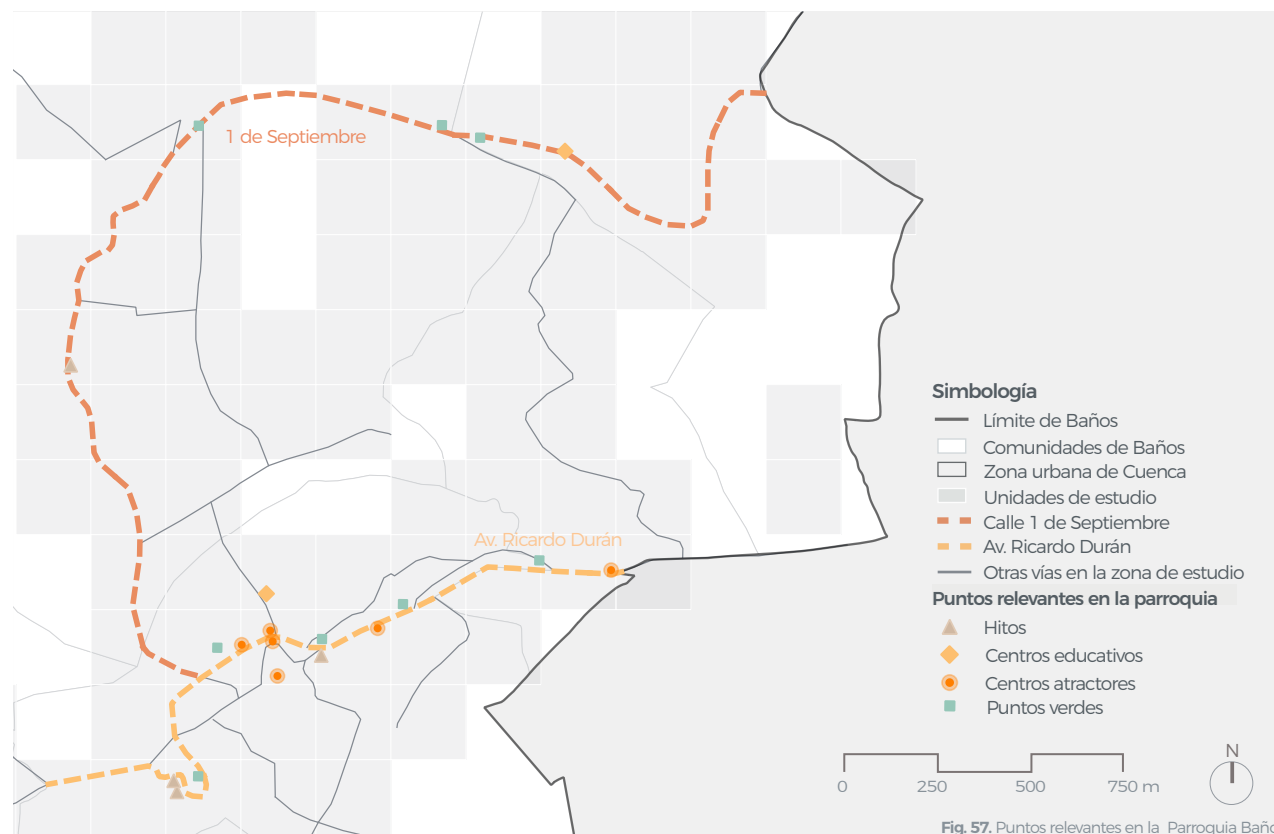 1 de Septiembre
Av. Ricardo Durán
Simbología
Límite de Baños
Comunidades de Baños
Zona urbana de Cuenca
Unidades de estudio
Calle 1 de Septiembre
Av. Ricardo Durán
Otras vías en la zona de estudio
Puntos relevantes en la parroquia
Hitos
Centros educativos
Centros atractores
Puntos verdes
N
0 250 500 750 m
Fig. 57. Puntos relevantes en la Parroquia Baño